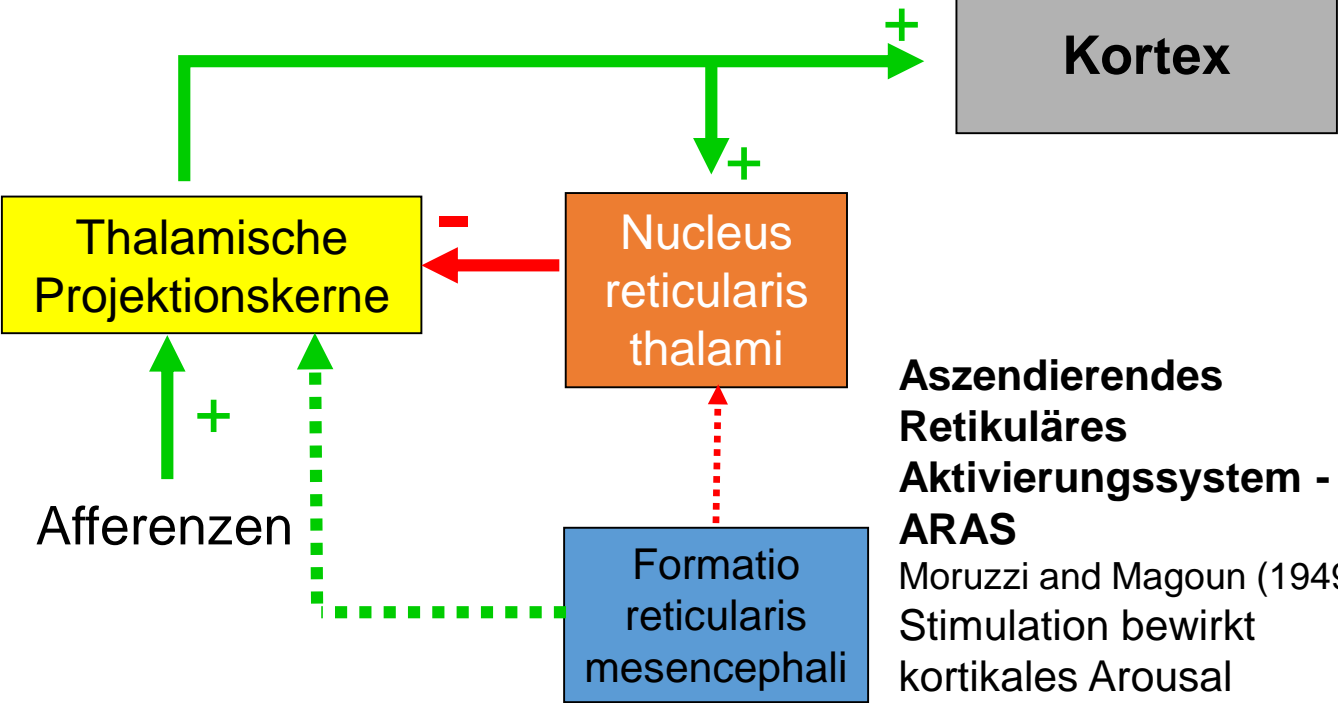 +
Kortex
+
Thalamische
Projektionskerne
-
Nucleus
reticularis
thalami
+
Afferenzen
Formatio
reticularis
mesencephali
Aszendierendes
Retikuläres
Aktivierungssystem -
ARAS
Moruzzi and Magoun (1949
Stimulation bewirkt
kortikales Arousal